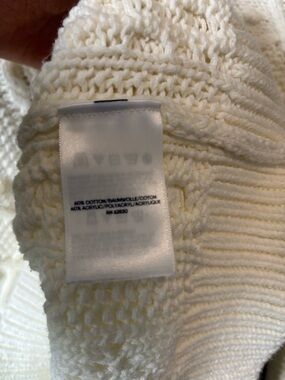 60% COTTON/BAUMWOLLE/COTON
40% ACRYLIC/POLYACRYL/ACRYLIQUE